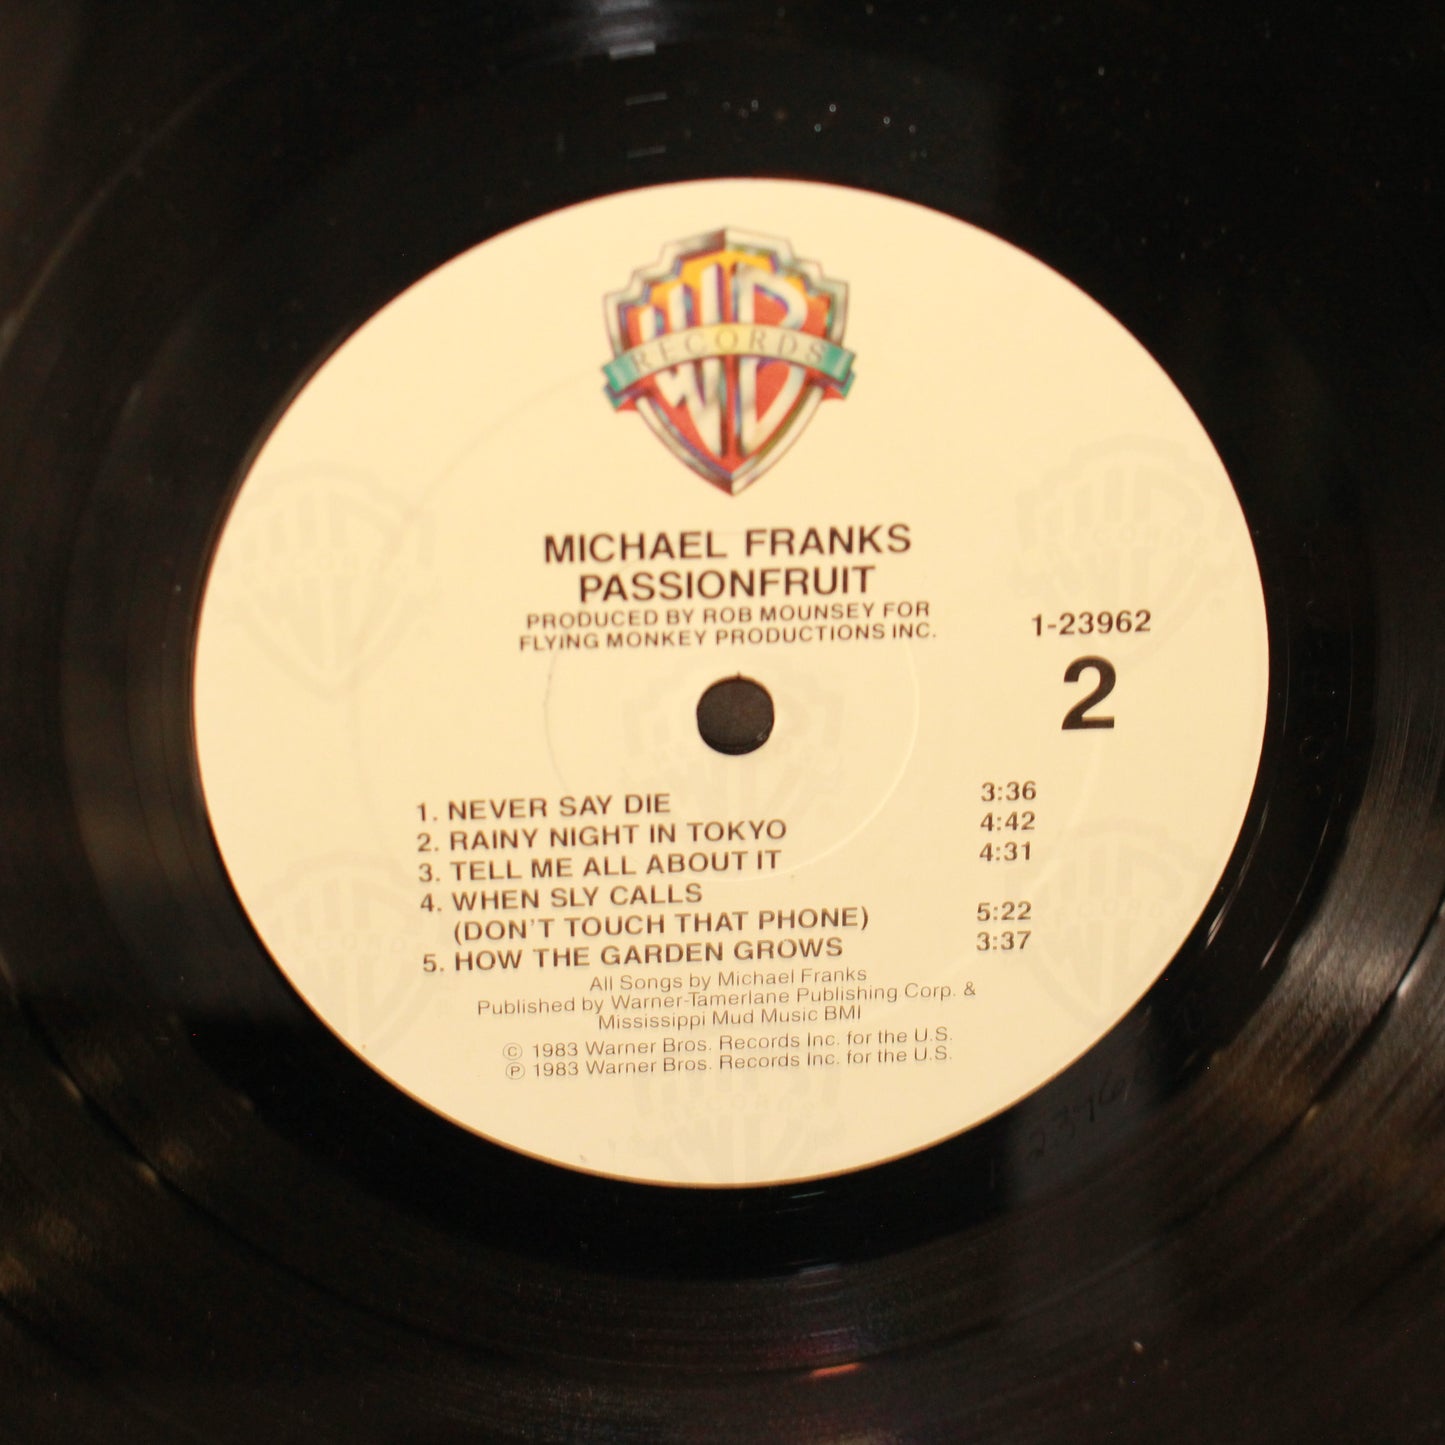 WB
RECORDS
MICHAEL FRANKS
PASSIONFRUIT
PRODUCED BY ROB MOUNSEY FOR
FLYING MONKEY PRODUCTIONS INC.
1-23962
2
1. NEVER SAY DIE 3:36
2. RAINY NIGHT IN TOKYO 4:42
3. TELL ME ALL ABOUT IT 4:31
4. WHEN SLY CALLS
(DON'T TOUCH THAT PHONE) 5:22
5. HOW THE GARDEN GROWS 3:37
All Songs by Michael Franks
Published by Warner-Tamerlane Publishing Corp. &
Mississippi Mud Music BMI
© 1983 Warner Bros. Records Inc. for the U.S.
℗ 1983 Warner Bros. Records Inc. for the U.S.